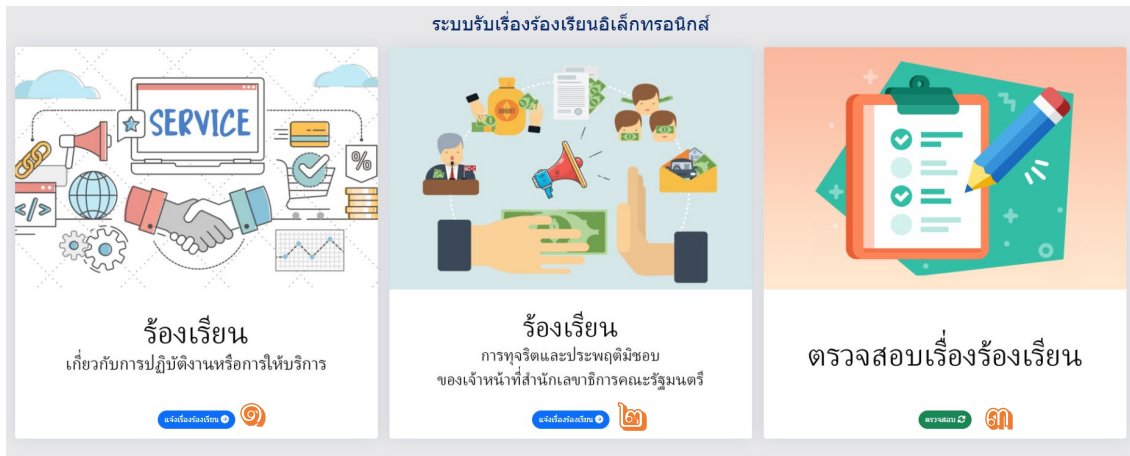 ระบบรับเรื่องร้องเรียนอิเล็กทรอนิกส์
SERVICE
%
</>
ร้องเรียน
เกี่ยวกับการปฏิบัติงานหรือการให้บริการ
แจ้งเรื่องร้องเรียน
๑
ร้องเรียน
การทุจริตและประพฤติมิชอบ
ของเจ้าหน้าที่สำนักเลขาธิการคณะรัฐมนตรี
แจ้งเรื่องร้องเรียน
๒
ตรวจสอบเรื่องร้องเรียน
ตรวจสอบ
๓